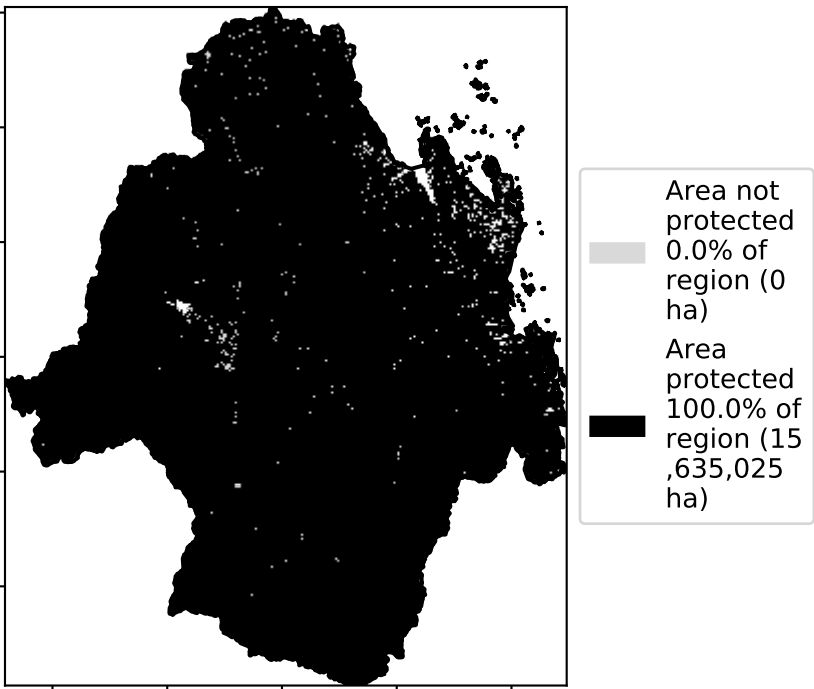 Area not
protected
0.0% of
region (0
ha)
Area
protected
100.0% of
region (15
,635,025
ha)